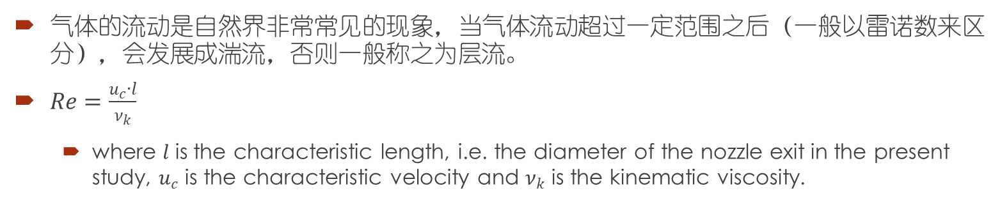 气体的流动是自然界非常常见的现象，当气体流动超过一定范围之后（一般以雷诺数来区
分），会发展成湍流，否则一般称之为层流。
Re = \frac{u_c·l}{ν_k}
where l is the characteristic length, i.e. the diameter of the nozzle exit in the present
study, u_c is the characteristic velocity and ν_k is the kinematic viscosity.